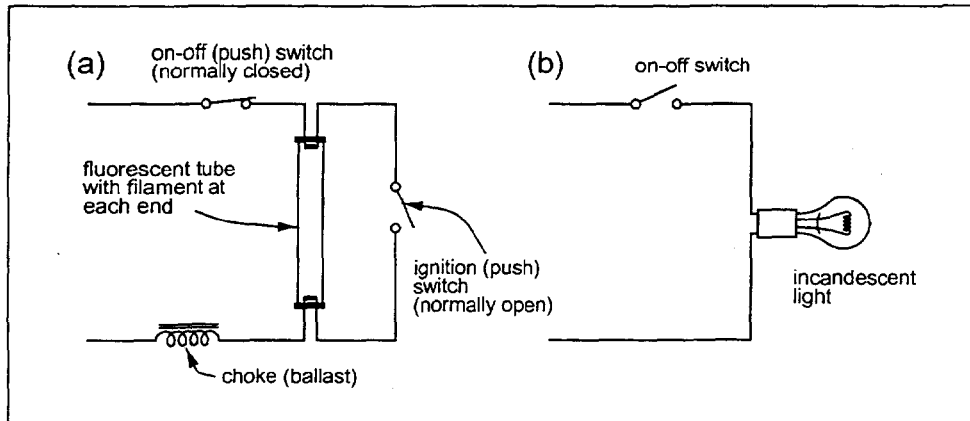 (a)
on-off (push) switch
(normally closed)
fluorescent tube
with filament at
each end
ignition (push)
switch
(normally open)
choke (ballast)
(b)
on-off switch
incandescent
light